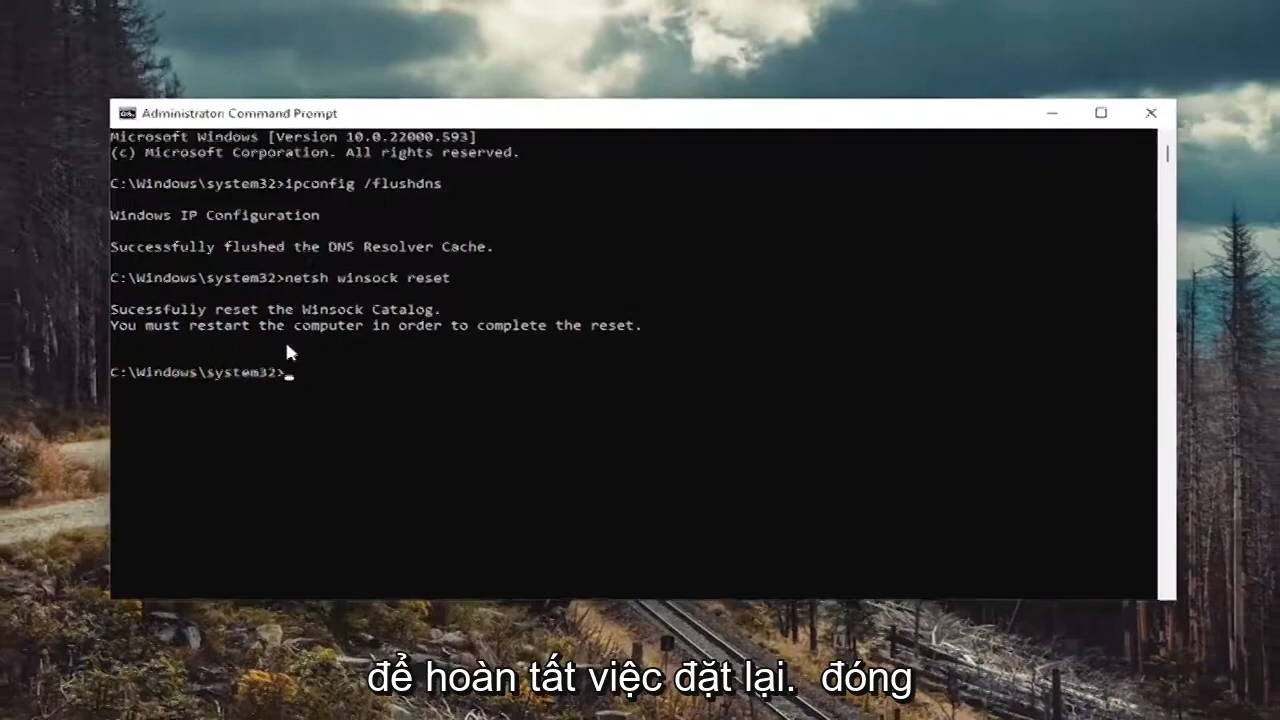 Administrator: Command Prompt
Microsoft Windows [Version 10.0.22000.593]
(c) Microsoft Corporation. All rights reserved.
C:\Windows\system32>ipconfig /flushdns
Windows IP Configuration
Successfully flushed the DNS Resolver Cache.
C:\Windows\system32>netsh winsock reset
Sucessfully reset the Winsock Catalog.
You must restart the computer in order to complete the reset.
C:\Windows\system32>
để hoàn tất việc đặt lại. đóng